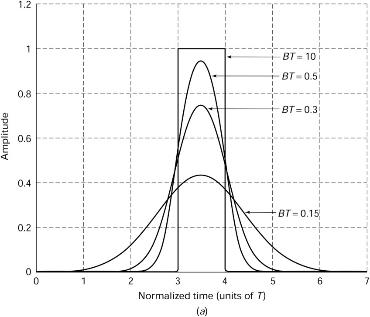 1.2
1
0.8
0.6
0.4
0.2
0
Amplitude
BT = 10
BT = 0.5
BT = 0.3
BT = 0.15
0 1 2 3 4 5 6 7
Normalized time (units of T)
(a)